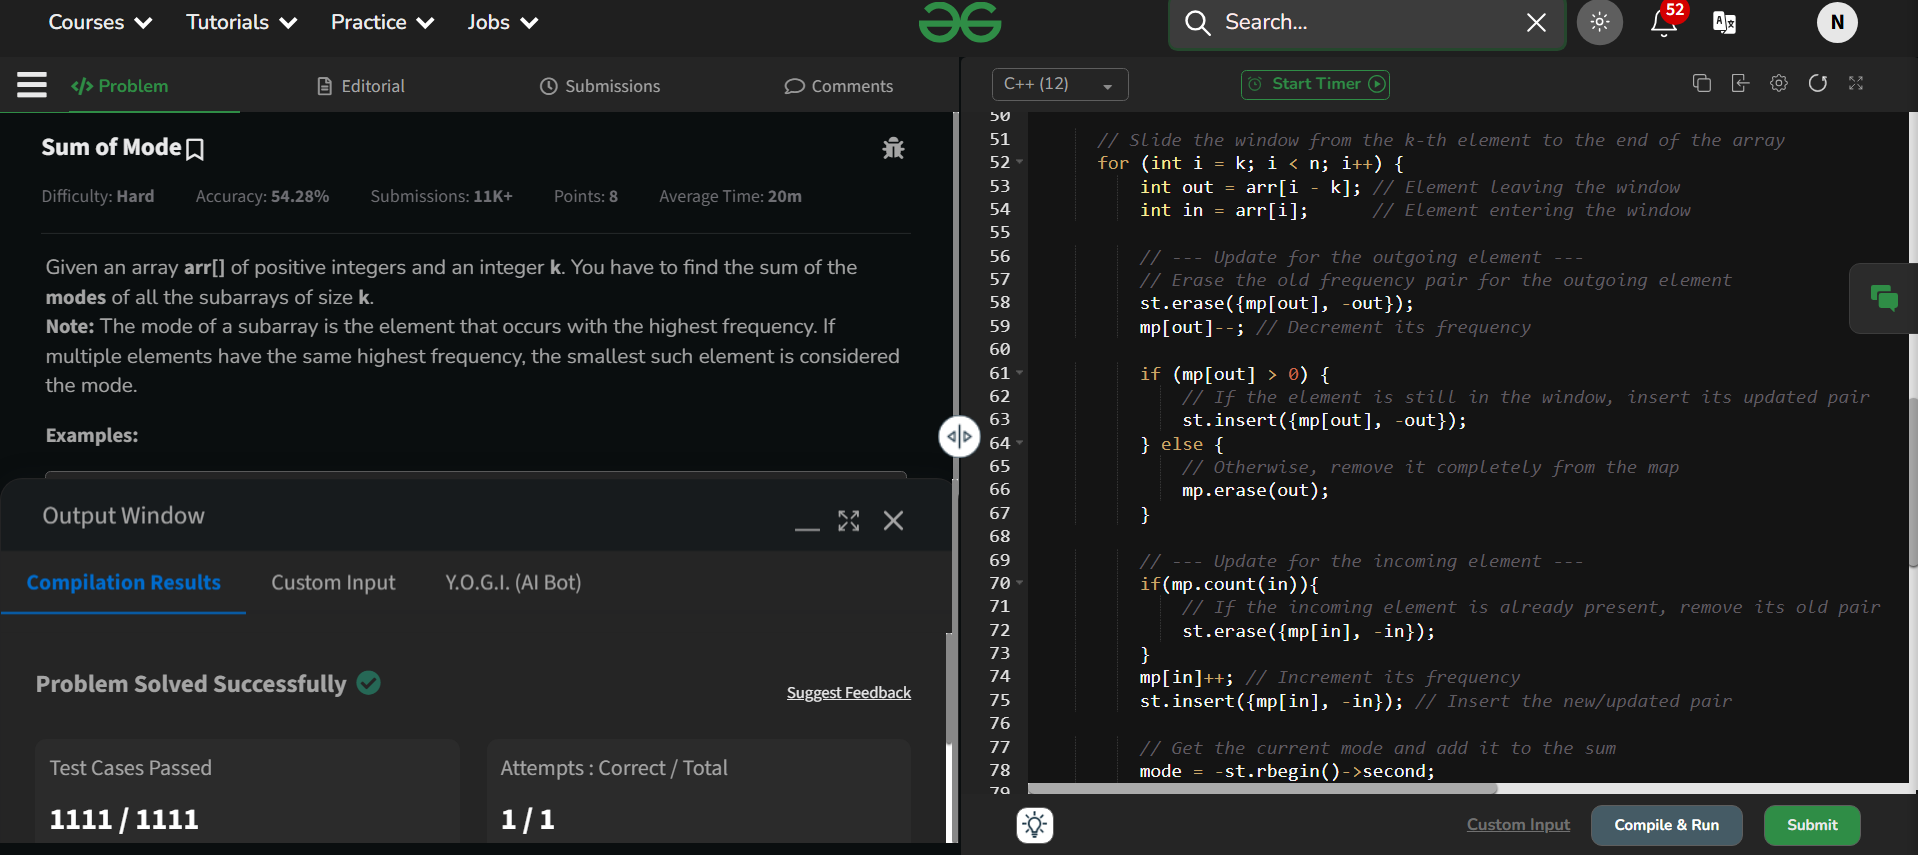 Courses Tutorials Practice Jobs
Search...
52
N
</> Problem Editorial Submissions Comments
C++ (12) Start Timer
Sum of Mode
Difficulty: Hard Accuracy: 54.28% Submissions: 11K+ Points: 8 Average Time: 20m
Given an array arr[] of positive integers and an integer k. You have to find the sum of the
modes of all the subarrays of size k.
Note: The mode of a subarray is the element that occurs with the highest frequency. If
multiple elements have the same highest frequency, the smallest such element is considered
the mode.
Examples:
Output Window
Compilation Results Custom Input Y.O.G.I. (AI Bot)
Problem Solved Successfully
Suggest Feedback
Test Cases Passed
1111 / 1111
Attempts : Correct / Total
1 / 1
50
51 // Slide the window from the k-th element to the end of the array
52 for (int i = k; i < n; i++) {
53 int out = arr[i - k]; // Element leaving the window
54 int in = arr[i]; // Element entering the window
55
56 // --- Update for the outgoing element ---
57 // Erase the old frequency pair for the outgoing element
58 st.erase({mp[out], -out});
59 mp[out]--; // Decrement its frequency
60
61 if (mp[out] > 0) {
62 // If the element is still in the window, insert its updated pair
63 st.insert({mp[out], -out});
64 } else {
65 // Otherwise, remove it completely from the map
66 mp.erase(out);
67 }
68
69 // --- Update for the incoming element ---
70 if(mp.count(in)){
71 // If the incoming element is already present, remove its old pair
72 st.erase({mp[in], -in});
73 }
74 mp[in]++; // Increment its frequency
75 st.insert({mp[in], -in}); // Insert the new/updated pair
76
77 // Get the current mode and add it to the sum
78 mode = -st.rbegin()->second;
79
Custom Input Compile & Run Submit